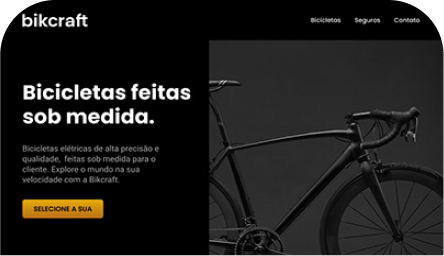 bikcraft
Bicicletas Seguros Contato
Bicicletas feitas
sob medida.
Bicicletas elétricas de alta precisão e
qualidade, feitas sob medida para o
cliente. Explore o mundo na sua
velocidade com a Bikcraft.
SELECIONE A SUA